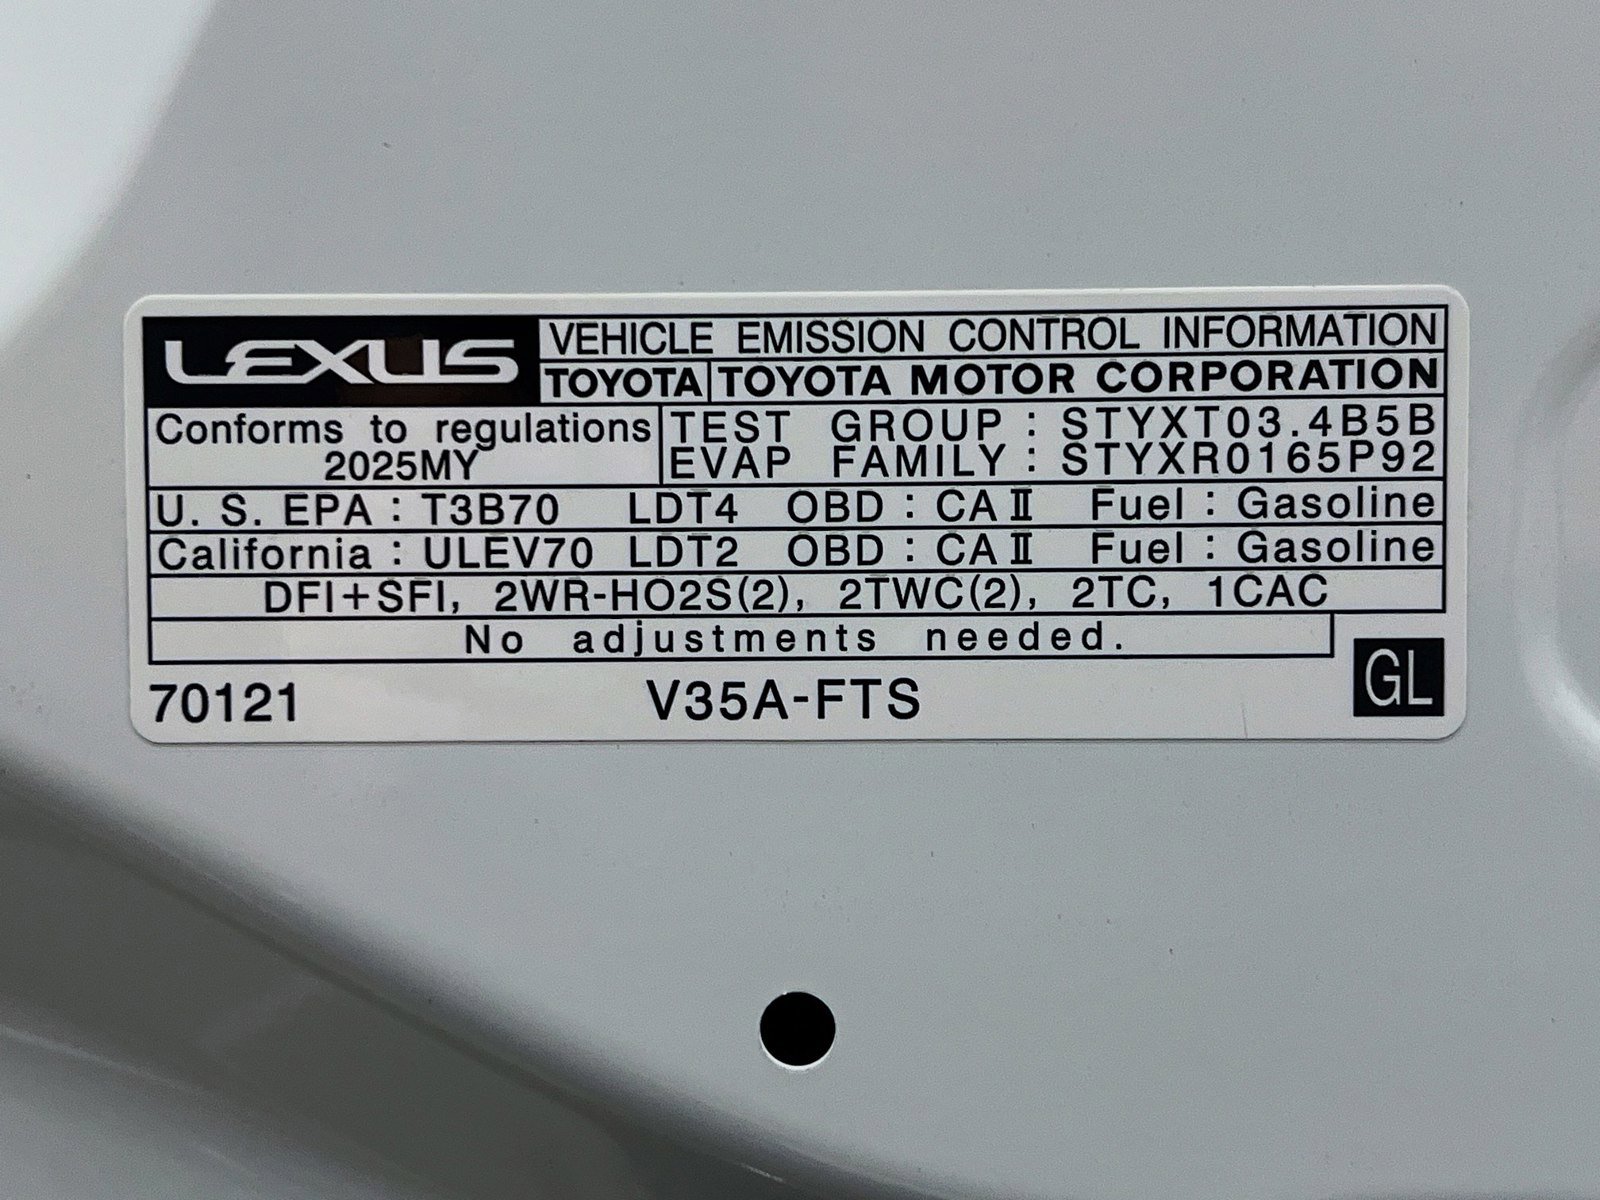 LEXUS VEHICLE EMISSION CONTROL INFORMATION
TOYOTA TOYOTA MOTOR CORPORATION
Conforms to regulations
2025MY
TEST GROUP : STYXT03.4B5B
EVAP FAMILY : STYXR0165P92
U. S. EPA : T3B70 LDT4 OBD : CAⅡ Fuel : Gasoline
California : ULEV70 LDT2 OBD : CAⅡ Fuel : Gasoline
DFI+SFI, 2WR-HO2S(2), 2TWC(2), 2TC, 1CAC
No adjustments needed.
70121 V35A-FTS GL